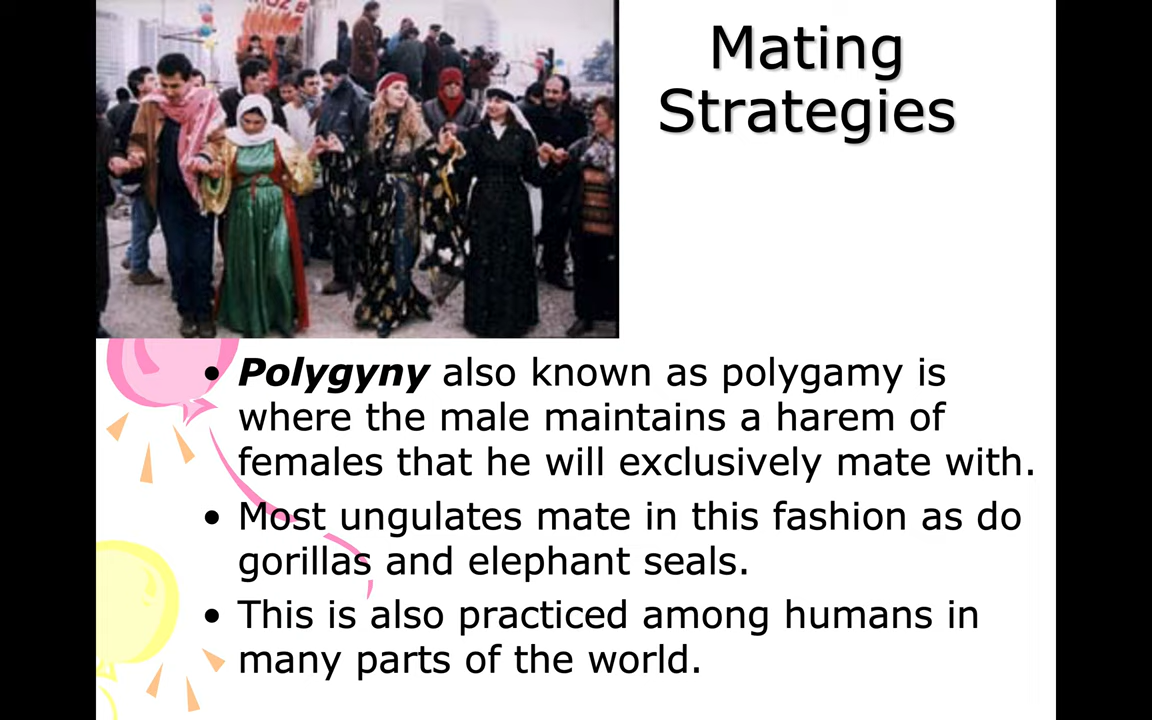 Mating
Strategies
• Polygyny also known as polygamy is
where the male maintains a harem of
females that he will exclusively mate with.
• Most ungulates mate in this fashion as do
gorillas and elephant seals.
• This is also practiced among humans in
many parts of the world.